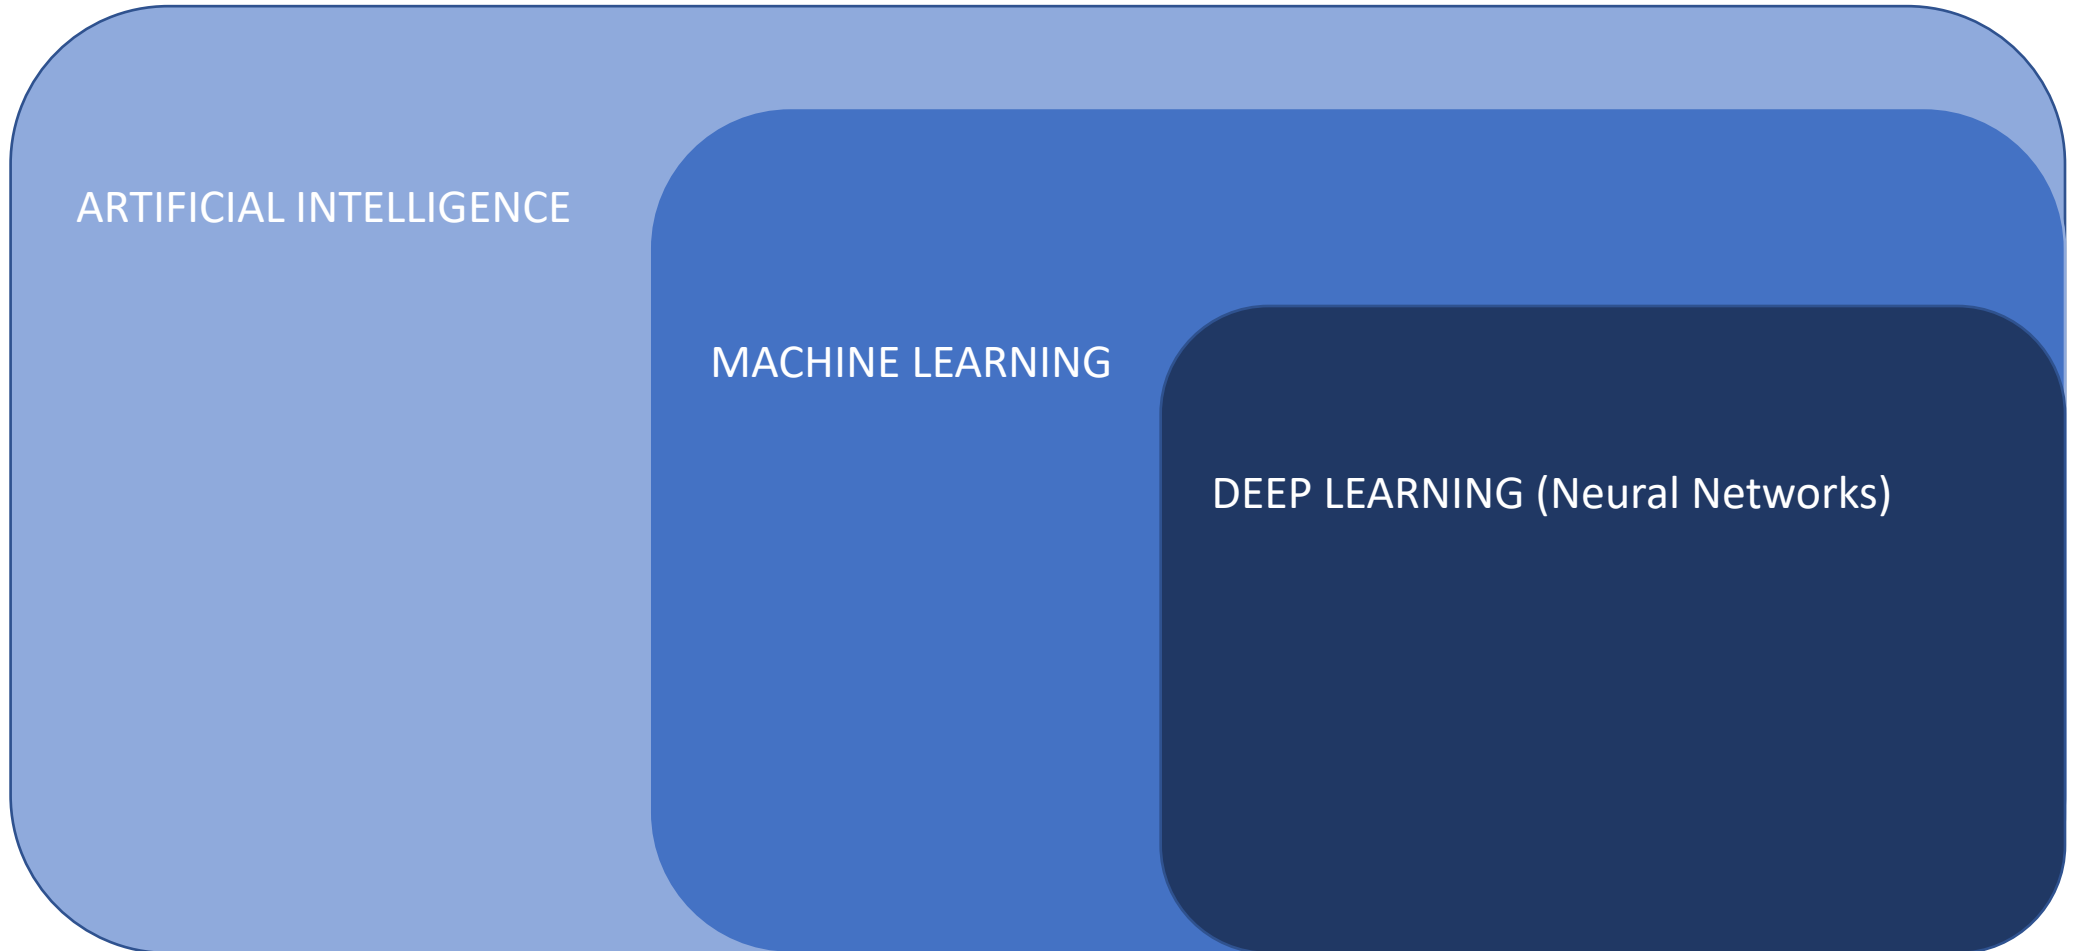 ARTIFICIAL INTELLIGENCE
MACHINE LEARNING
DEEP LEARNING (Neural Networks)